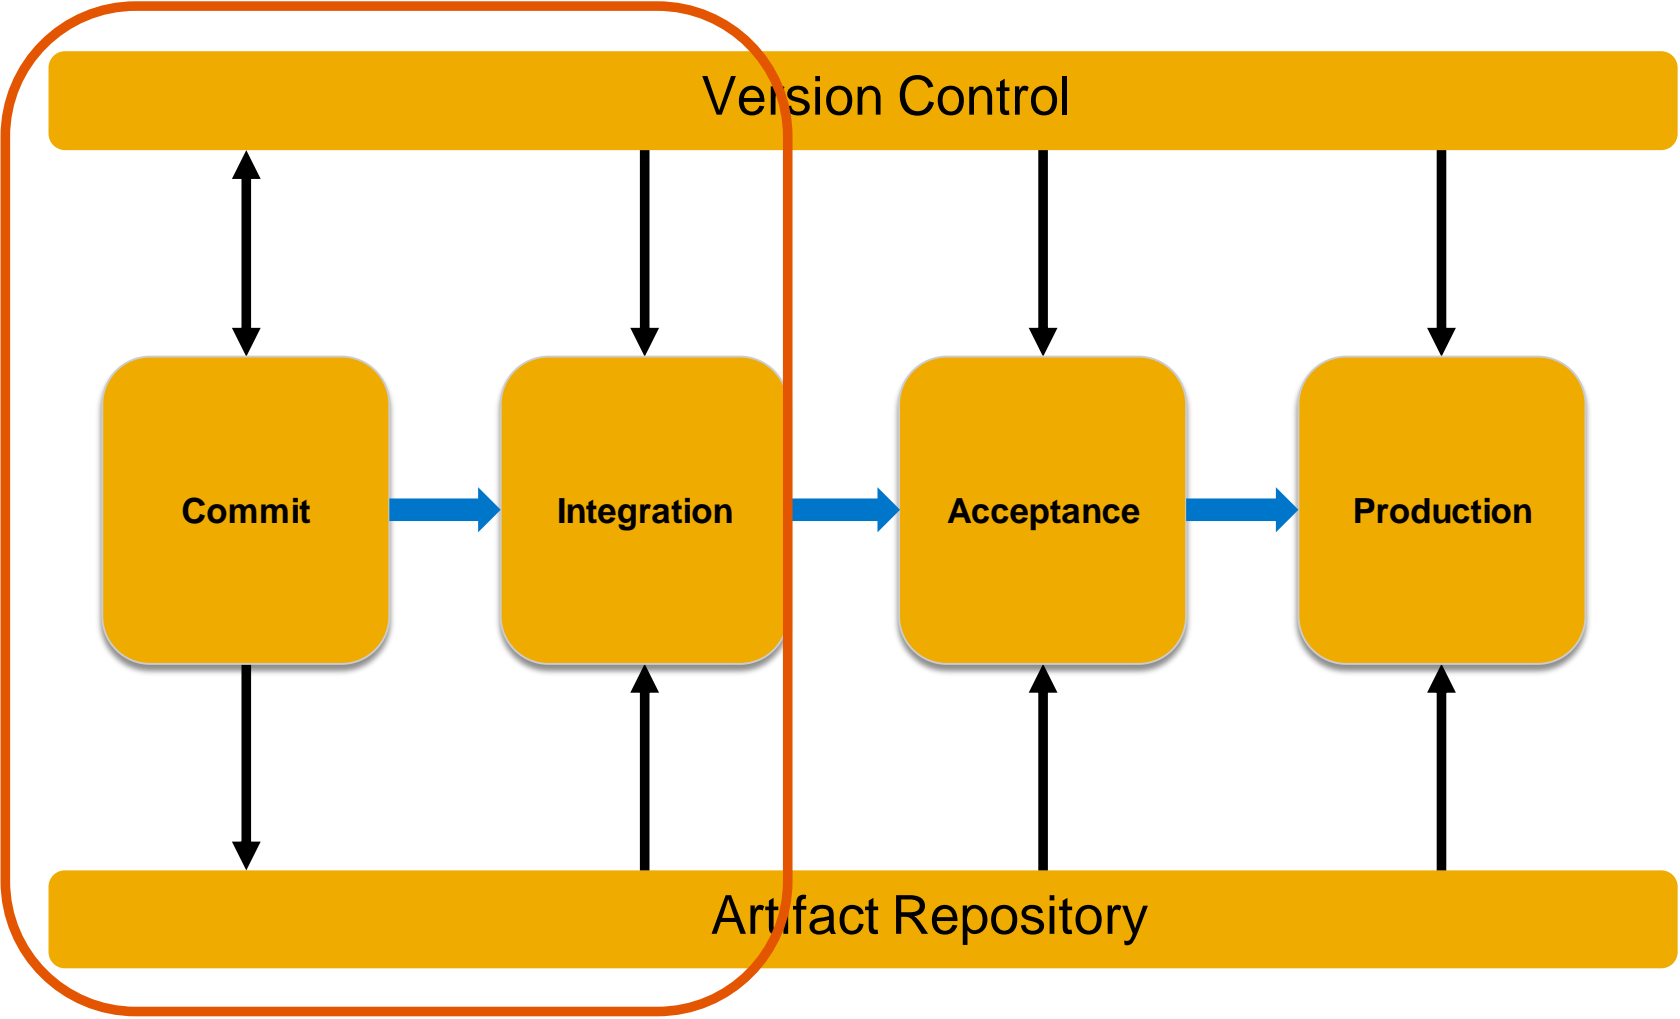 Version Control
Commit
Integration
Acceptance
Production
Artifact Repository